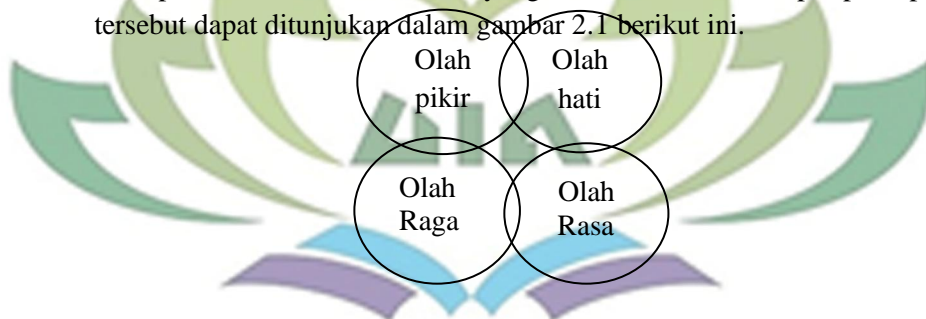 tersebut dapat ditunjukan dalam gambar 2.1 berikut ini.
Olah
pikir
Olah
hati
Olah
Raga
Olah
Rasa